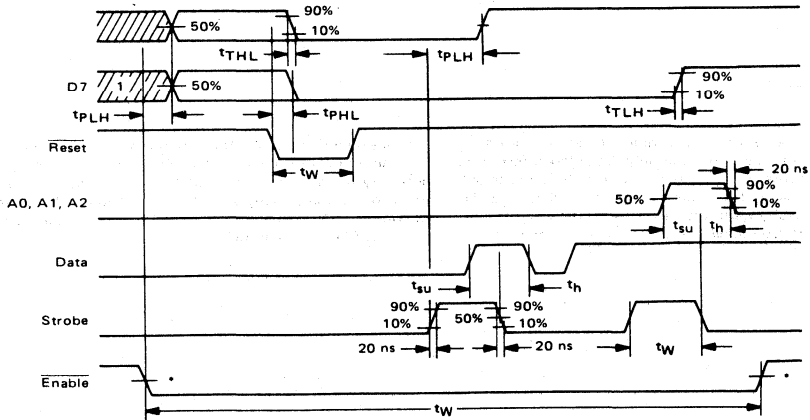 90%
50%
10%
tTHL
tPLH
D7
1
50%
90%
10%
tPLH
tPHL
tTLH
Reset
tW
20 ns
90%
A0, A1, A2
50%
10%
tsu
th
Data
tsu
th
90%
90%
Strobe
10%
50%
10%
20 ns
20 ns
tW
Enable
tW